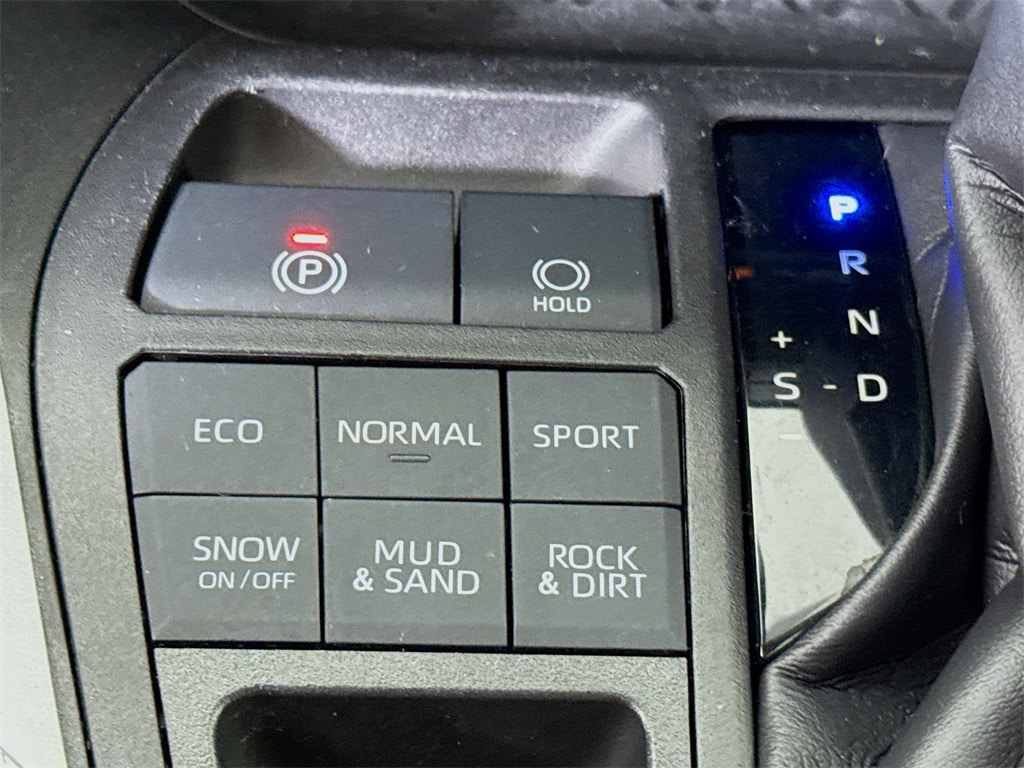 P
HOLD
P
R
N
+
S - D
ECO
NORMAL
SPORT
SNOW
ON/OFF
MUD
& SAND
ROCK
& DIRT